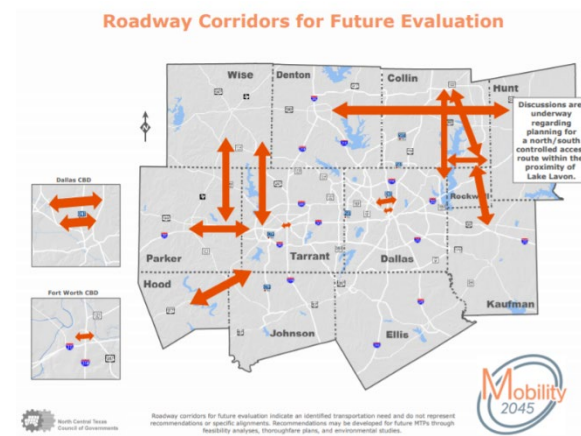 Roadway Corridors for Future Evaluation
Wise
Denton
Collin
Hunt
Discussions are
underway
regarding
planning for
a north/south
controlled access
route within the
proximity of
Lake Lavon.
N
Dallas CBD
Rockwall
Parker
Tarrant
Dallas
Hood
Kaufman
Fort Worth CBD
Johnson
Ellis
Mobility
2045
North Central Texas
Council of Governments
Roadway corridors for future evaluation indicate an identified transportation need and do not represent
recommendations or specific alignments. Recommendations may be developed for future MTPs through
feasibility analyses, thoroughfare plans, and environmental studies.